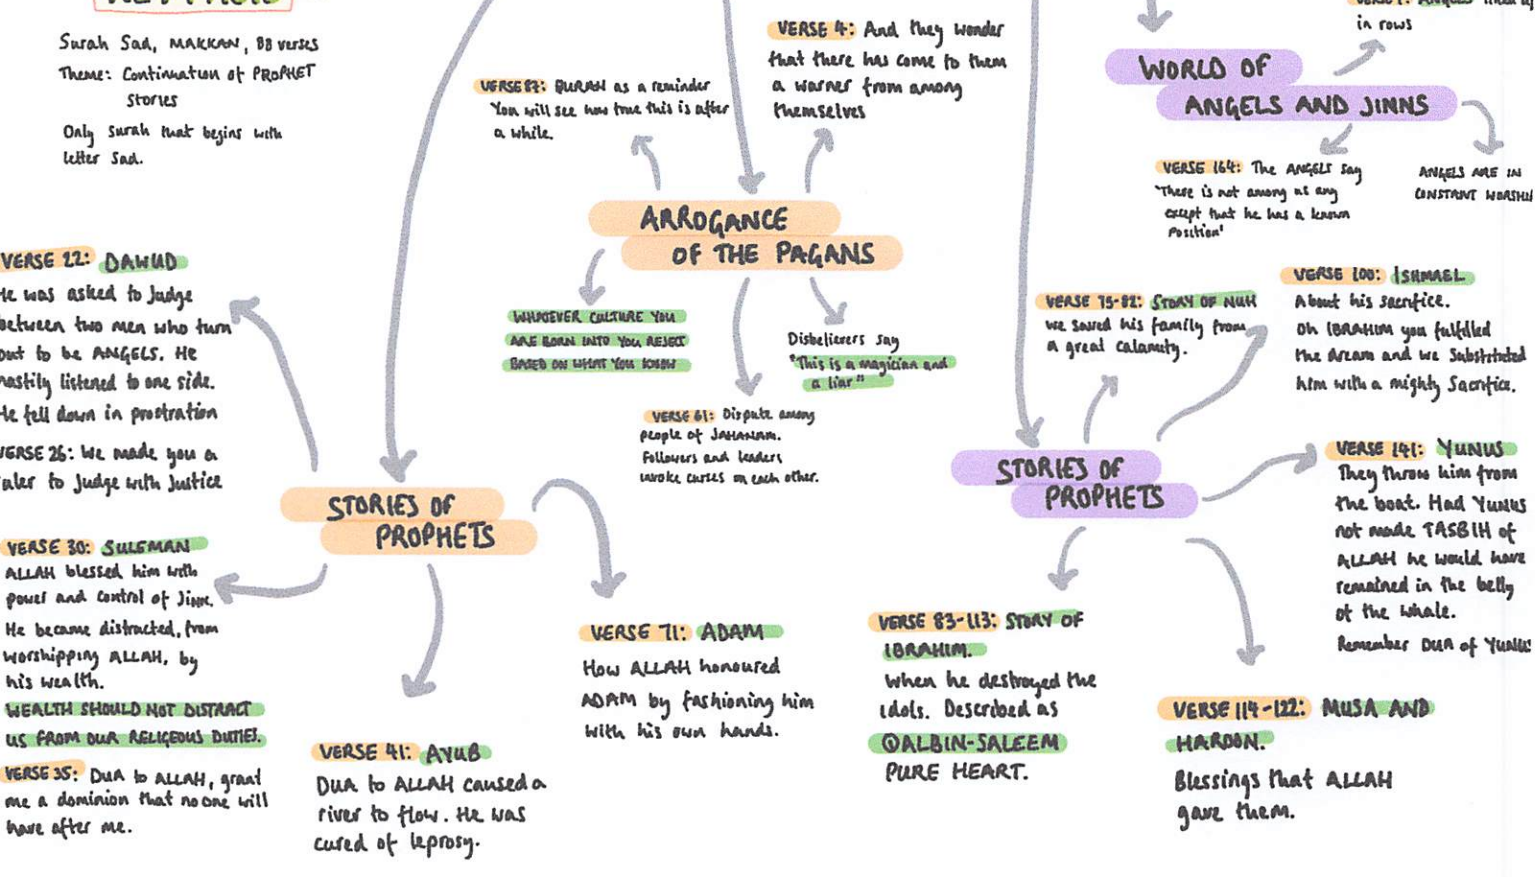 Surah Sad, MAKKAN, 88 verses
Theme: Continuation of PROPHET
Stories
Only Surah that begins with
letter Sad.
VERSE 87: QURAN as a reminder
You will see how true this is after
a while.
VERSE 4: And they wonder
that there has come to them
a warner from among
themselves
ARROGANCE
OF THE PAGANS
WHATEVER CULTURE YOU
ARE BORN INTO YOU REJECT
BASED ON WHAT YOU KNOW
VERSE 61: Dispute among
people of JAHANAM.
Followers and leaders
invoke curses on each other.
Disbelievers say
"This is a magician and
a liar"
in rows
WORLD OF
ANGELS AND JINNS
VERSE 164: The ANGELS say
"There is not among us any
except that he has a known
position"
ANGELS ARE IN
CONSTANT
VERSE 22: DAWUD
He was asked to Judge
between two men who turn
out to be ANGELS. He
hastily listened to one side.
He fell down in prostration
VERSE 26: We made you a
ruler to Judge with Justice
STORIES OF
PROPHETS
VERSE 30: SULEMAN
ALLAH blessed him with
power and control of Jinn.
He became distracted, from
worshipping ALLAH, by
his wealth.
WEALTH SHOULD NOT DISTRACT
US FROM OUR RELIGEOUS DUTIES.
VERSE 35: DUA to ALLAH, grant
me a dominion that no one will
have after me.
VERSE 41: AYUB
DUA to ALLAH caused a
river to flow. He was
cured of leprosy.
VERSE 71: ADAM
How ALLAH honoured
ADAM by fashioning him
with his own hands.
STORIES OF
PROPHETS
VERSE 75-82: STORY OF NUH
we saved his family from
a great calamity.
VERSE 100: ISHMAEL
About his sacrifice.
Oh IBRAHIM you fulfilled
the dream and we Substituted
him with a mighty Sacrifice.
VERSE 141: YUNUS
They throw him from
the boat. Had YUNUS
not made TASBIH of
ALLAH he would have
remained in the belly
of the whale.
Remember DUA of YUNUS
VERSE 83-113: STORY OF
IBRAHIM.
When he destroyed the
idols. Described as
QALBIN-SALEEM
PURE HEART.
VERSE 114-122: MUSA AND
HAROON.
Blessings that ALLAH
gave them.